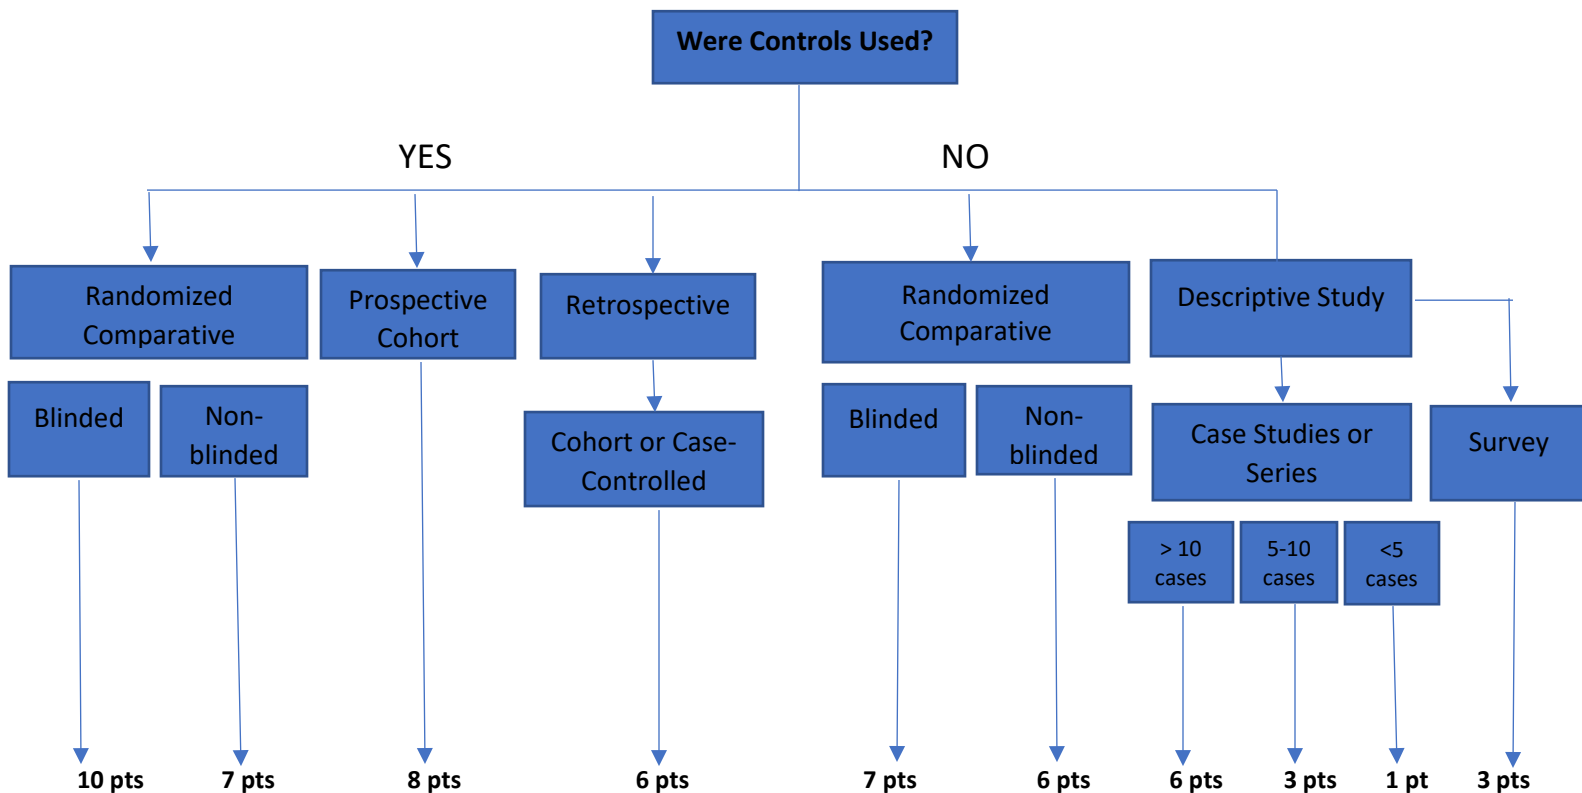 Were Controls Used?
YES
NO
Randomized
Comparative
Prospective
Cohort
Retrospective
Randomized
Comparative
Descriptive Study
Blinded
Non-
blinded
Cohort or Case-
Controlled
Blinded
Non-
blinded
Case Studies or
Series
Survey
> 10
cases
5-10
cases
<5
cases
10 pts
7 pts
8 pts
6 pts
7 pts
6 pts
6 pts
3 pts
1 pt
3 pts